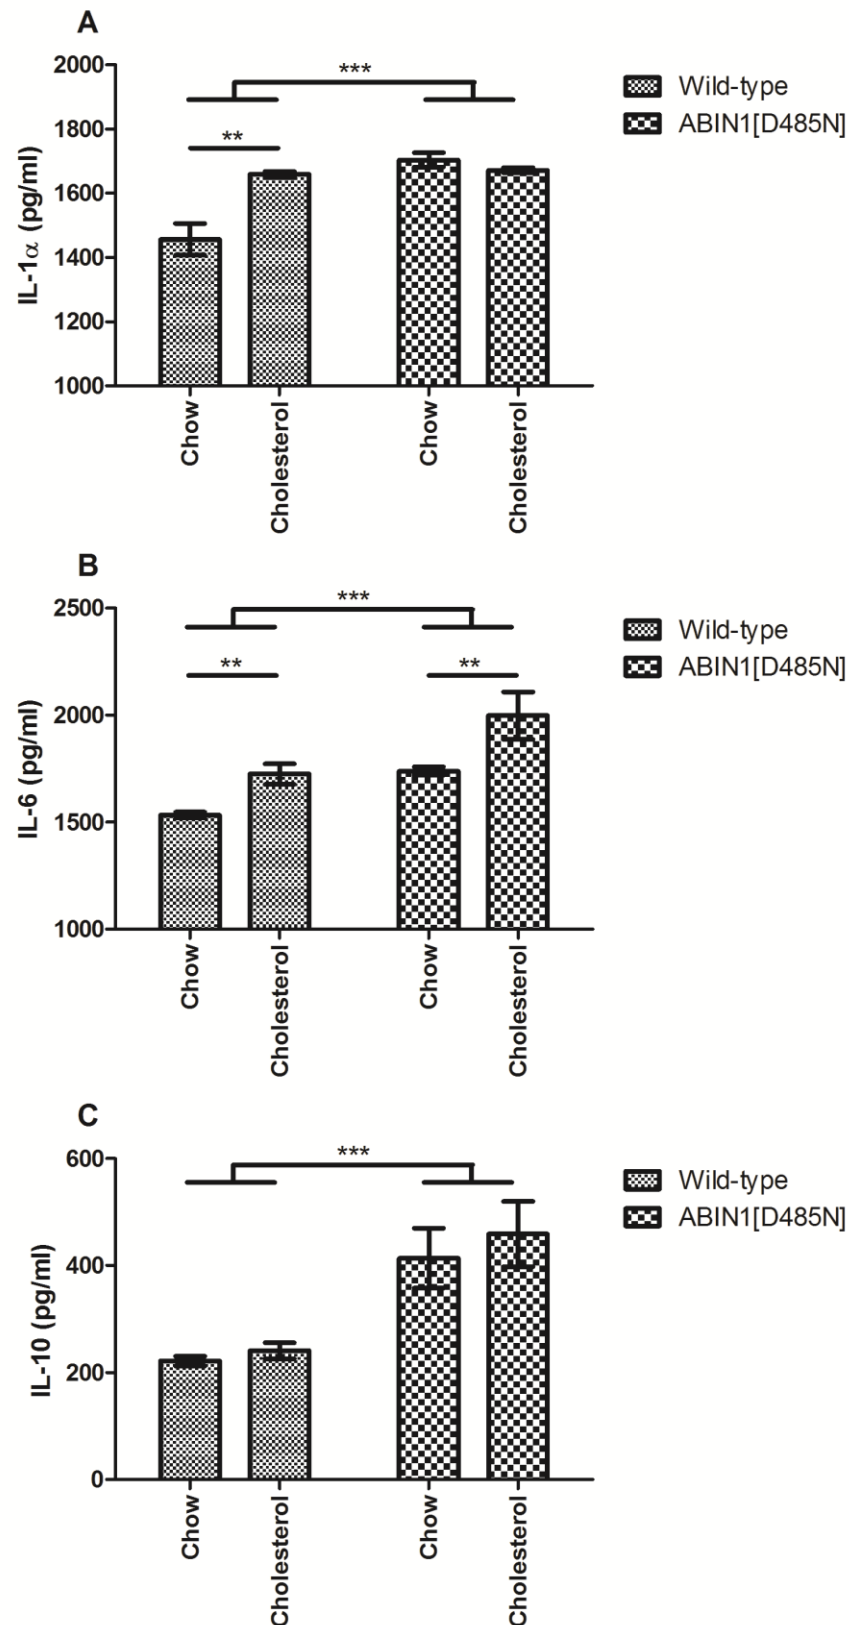 A
2000
1800
1600
1400
1200
1000
IL-1α (pg/ml)
***
**
Chow
Cholesterol
Chow
Cholesterol
Wild-type
ABIN1[D485N]
B
2500
2000
1500
1000
IL-6 (pg/ml)
***
**
**
Chow
Cholesterol
Chow
Cholesterol
Wild-type
ABIN1[D485N]
C
600
400
200
0
IL-10 (pg/ml)
***
Chow
Cholesterol
Chow
Cholesterol
Wild-type
ABIN1[D485N]